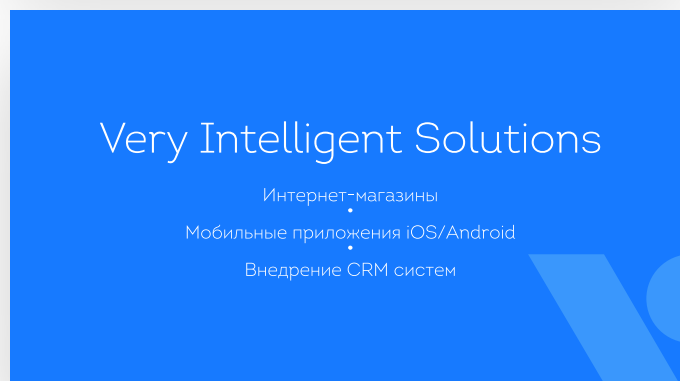 Very Intelligent Solutions
Интернет-магазины
•
Мобильные приложения iOS/Android
•
Внедрение CRM систем